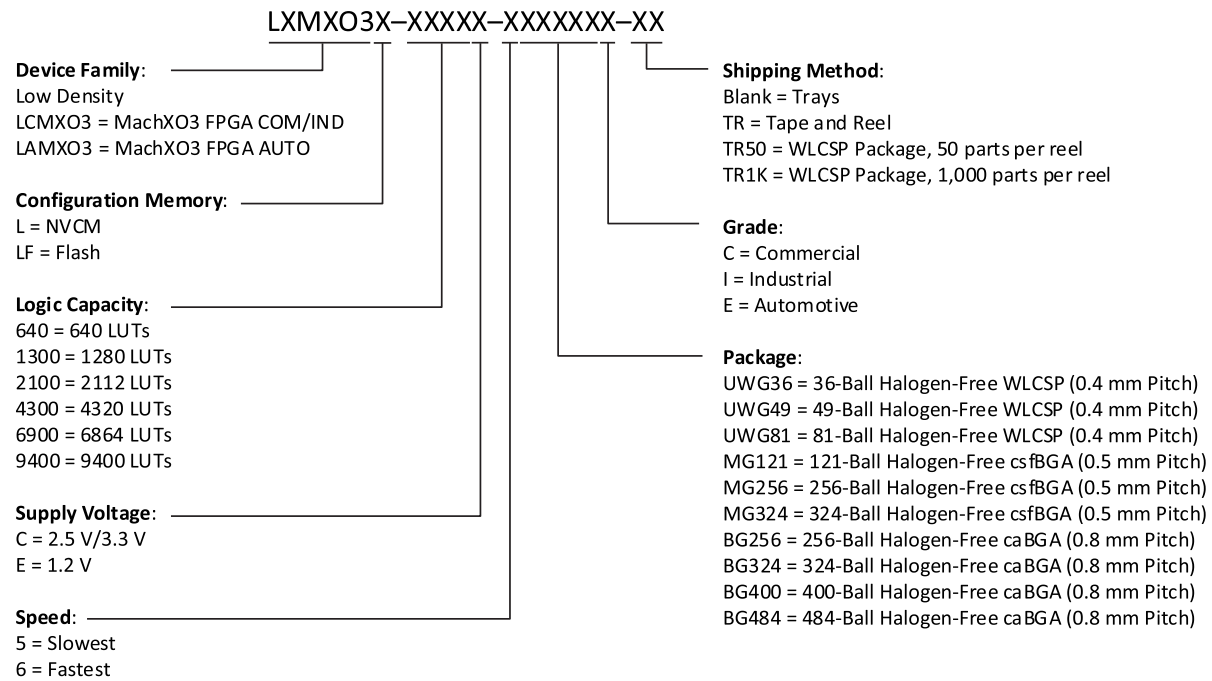 LXMXO3X–XXXXX–XXXXXXX–XX
Device Family:
Low Density
LCMXO3 = MachXO3 FPGA COM/IND
LAMXO3 = MachXO3 FPGA AUTO
Configuration Memory:
L = NVCM
LF = Flash
Logic Capacity:
640 = 640 LUTs
1300 = 1280 LUTs
2100 = 2112 LUTs
4300 = 4320 LUTs
6900 = 6864 LUTs
9400 = 9400 LUTs
Supply Voltage:
C = 2.5 V/3.3 V
E = 1.2 V
Speed:
5 = Slowest
6 = Fastest
Shipping Method:
Blank = Trays
TR = Tape and Reel
TR50 = WLCSP Package, 50 parts per reel
TR1K = WLCSP Package, 1,000 parts per reel
Grade:
C = Commercial
I = Industrial
E = Automotive
Package:
UWG36 = 36-Ball Halogen-Free WLCSP (0.4 mm Pitch)
UWG49 = 49-Ball Halogen-Free WLCSP (0.4 mm Pitch)
UWG81 = 81-Ball Halogen-Free WLCSP (0.4 mm Pitch)
MG121 = 121-Ball Halogen-Free csfBGA (0.5 mm Pitch)
MG256 = 256-Ball Halogen-Free csfBGA (0.5 mm Pitch)
MG324 = 324-Ball Halogen-Free csfBGA (0.5 mm Pitch)
BG256 = 256-Ball Halogen-Free caBGA (0.8 mm Pitch)
BG324 = 324-Ball Halogen-Free caBGA (0.8 mm Pitch)
BG400 = 400-Ball Halogen-Free caBGA (0.8 mm Pitch)
BG484 = 484-Ball Halogen-Free caBGA (0.8 mm Pitch)